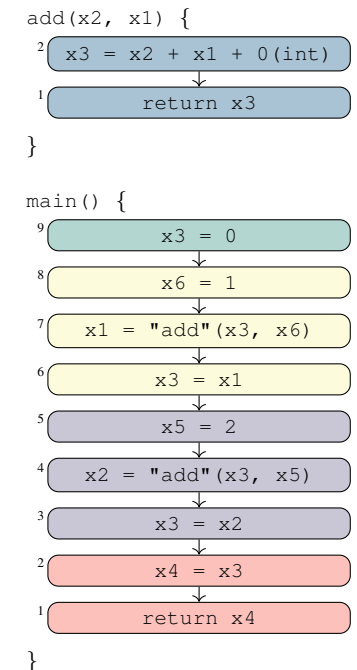 add(x2, x1) {
2 x3 = x2 + x1 + 0(int)
1 return x3
}
main() {
9 x3 = 0
8 x6 = 1
7 x1 = "add"(x3, x6)
6 x3 = x1
5 x5 = 2
4 x2 = "add"(x3, x5)
3 x3 = x2
2 x4 = x3
1 return x4
}